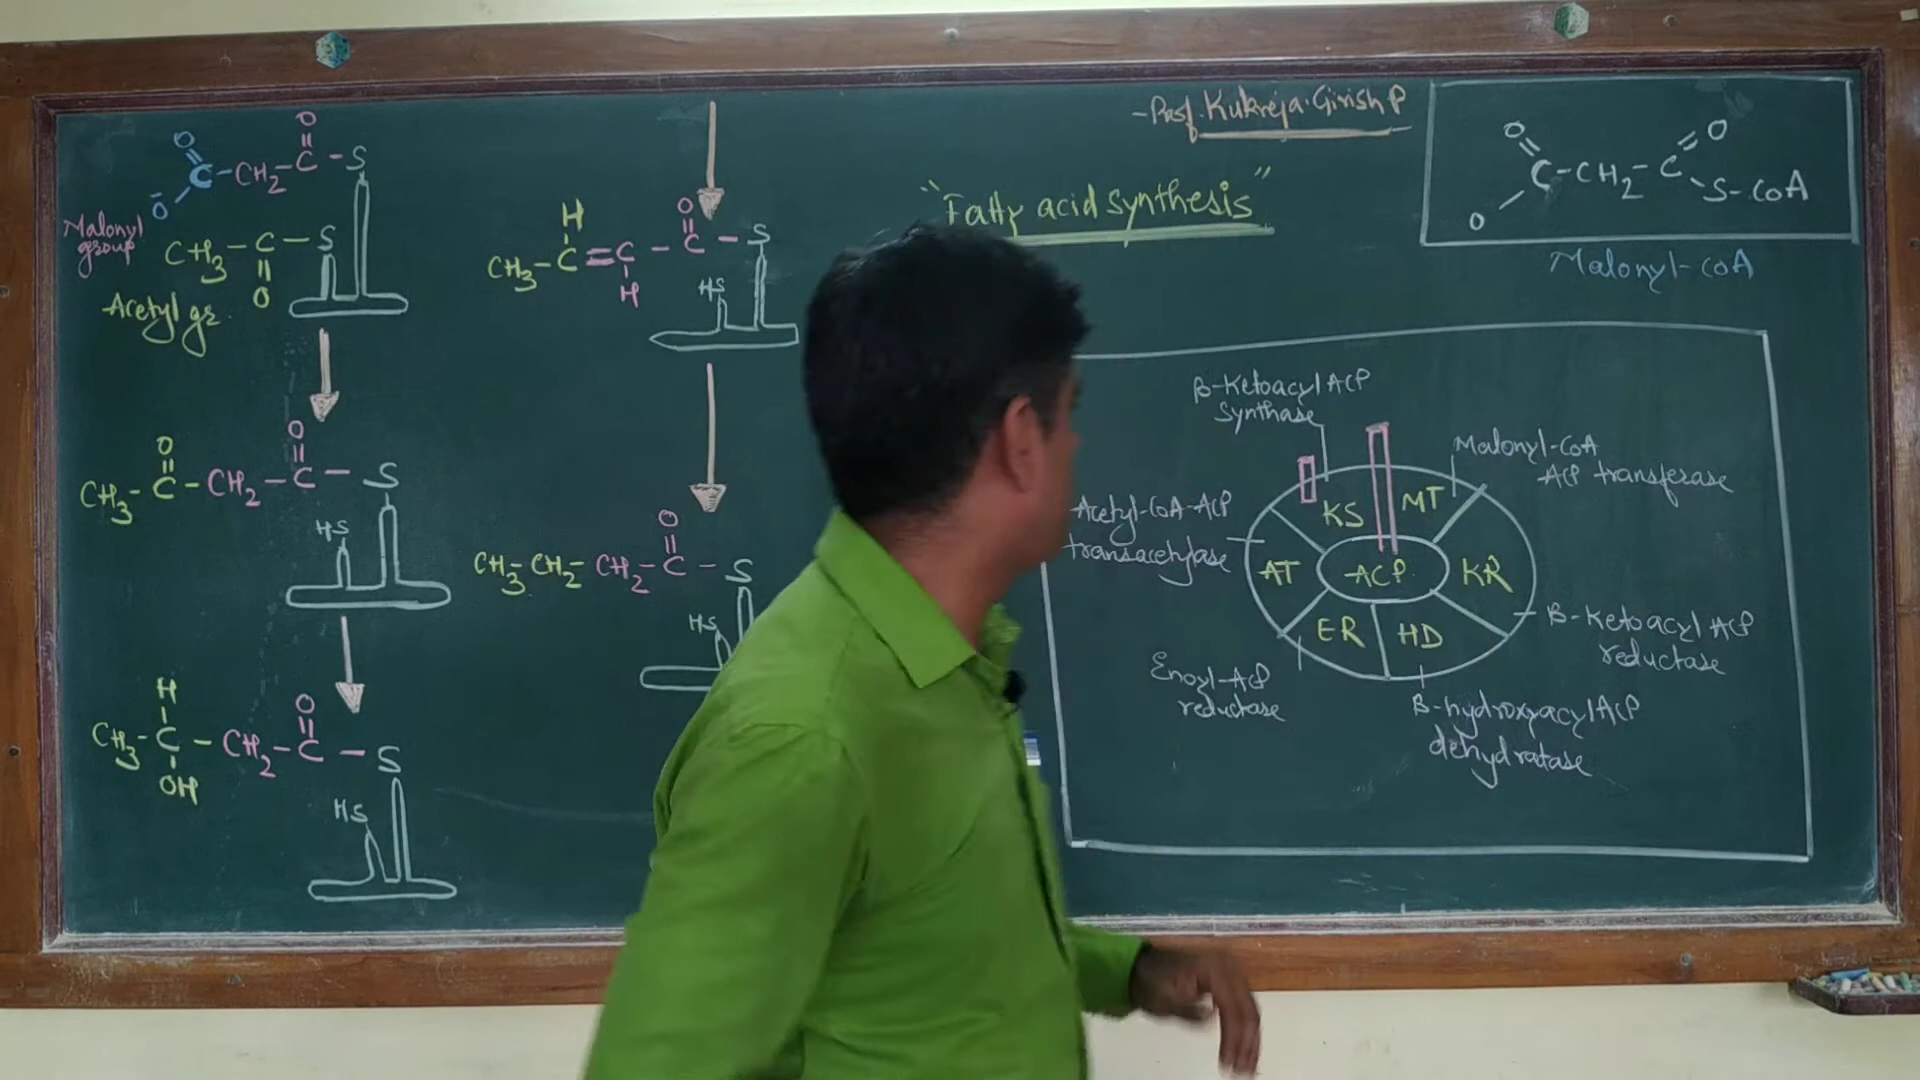 O
O
C-CH2-C-S
O
Malonyl
group
CH3-C-S
O
Acetyl gr.
O
O
CH3-C-CH2-C-S
HS
H
O
CH3-C-CH2-C-S
OH
HS
H
O
CH3-C=C-C-S
H
HS
O
CH3-CH2-CH2-C-S
HS
-Prof. Kukreja.Girish P
"Fatty acid synthesis"
O
O
C-CH2-C
S-COA
O
Malonyl-COA
B-Ketoacyl ACP
Synthase
Malonyl-COA
ACP transferase
Acetyl-COA-ACP
transacetylase
KS
MT
AT
ACP
KR
ER
HD
B-Ketoacyl ACP
reductase
Enoyl-ACP
reductase
B-hydroxyacyl ACP
dehydratase